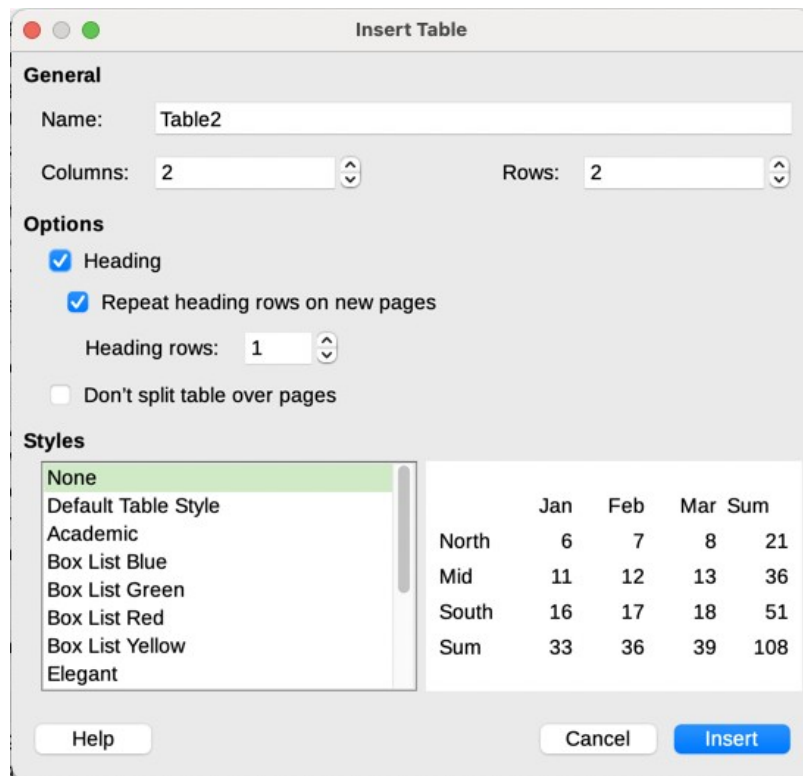 Insert Table
General
Name: Table2
Columns: 2 Rows: 2
Options
Heading
Repeat heading rows on new pages
Heading rows: 1
Don't split table over pages
Styles
None
Default Table Style
Academic
Box List Blue
Box List Green
Box List Red
Box List Yellow
Elegant
Jan Feb Mar Sum
North 6 7 8 21
Mid 11 12 13 36
South 16 17 18 51
Sum 33 36 39 108
Help Cancel Insert